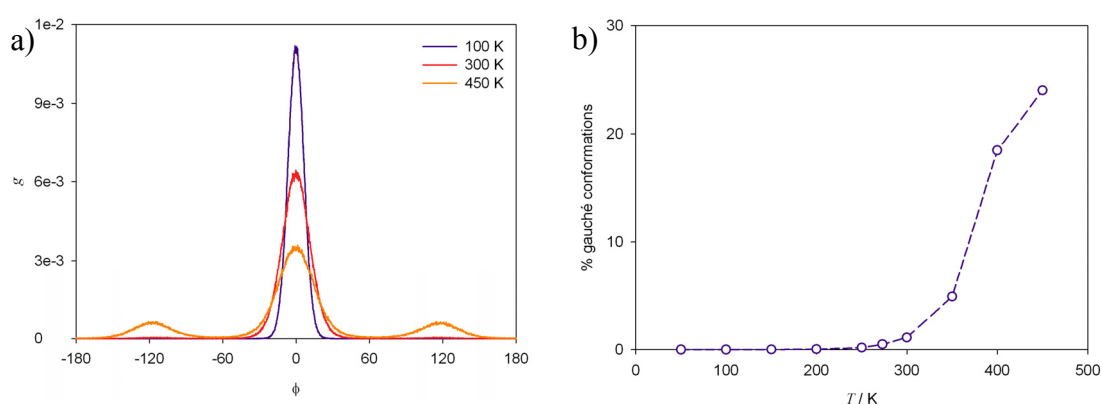 a)
1e-2
9e-3
6e-3
3e-3
0
g
-180 -120 -60 0 60 120 180
ϕ
100 K
300 K
450 K
b)
30
20
10
0
% gauché conformations
0 100 200 300 400 500
T / K